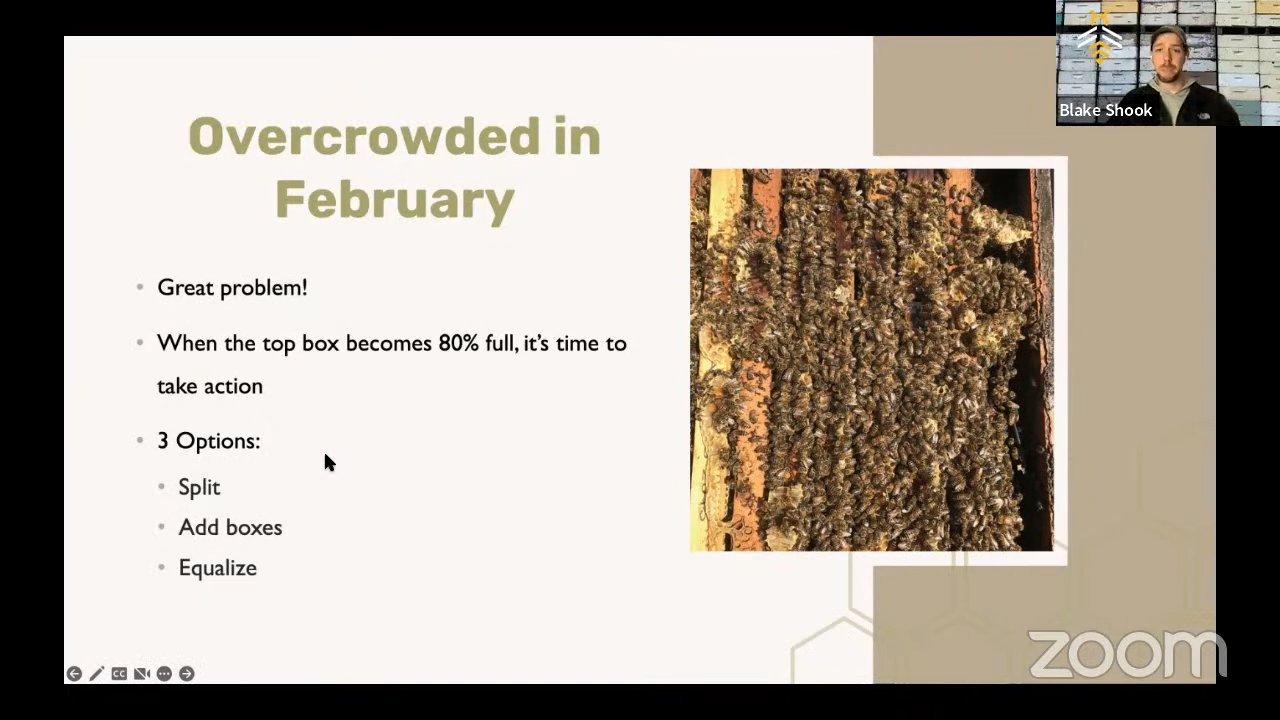 Blake Shook
Overcrowded in
February
Great problem!
When the top box becomes 80% full, it's time to
take action
3 Options:
Split
Add boxes
Equalize
CC
zoom